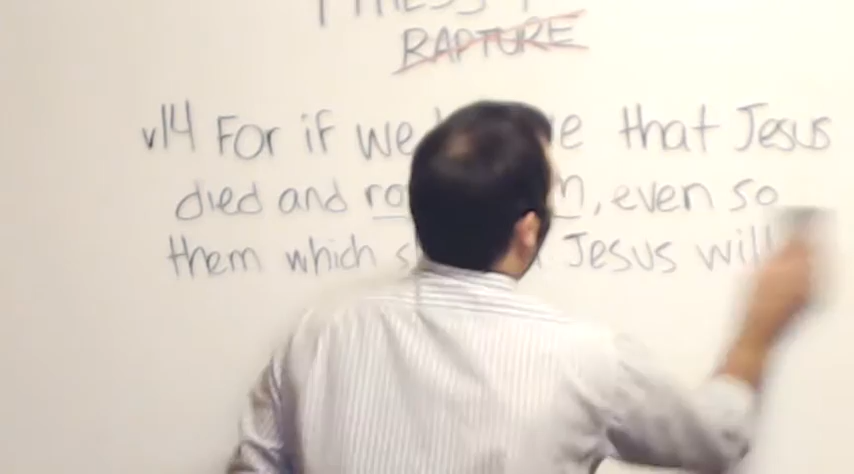 RAPTURE
v14 For if we that Jesus
died and, even so
them which Jesus will